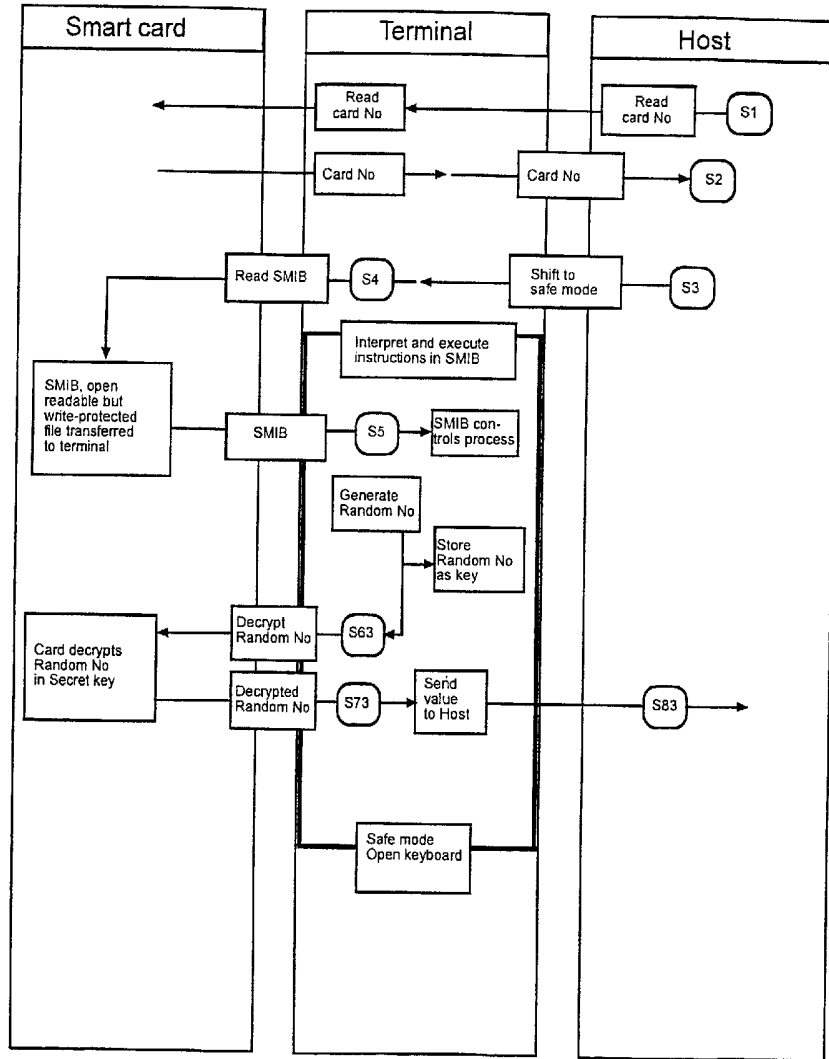 Smart card
Terminal
Host
Read
card No
Read
card No
S1
Card No
Card No
S2
Read SMIB
S4
Shift to
safe mode
S3
Interpret and execute
instructions in SMIB
SMIB, open
readable but
write-protected
file transferred
to terminal
SMIB
S5
SMIB con-
trols process
Generate
Random No
Store
Random No
as key
Card decrypts
Random No
in Secret key
Decrypt
Random No
S63
Decrypted
Random No
S73
Send
value
to Host
S83
Safe mode
Open keyboard